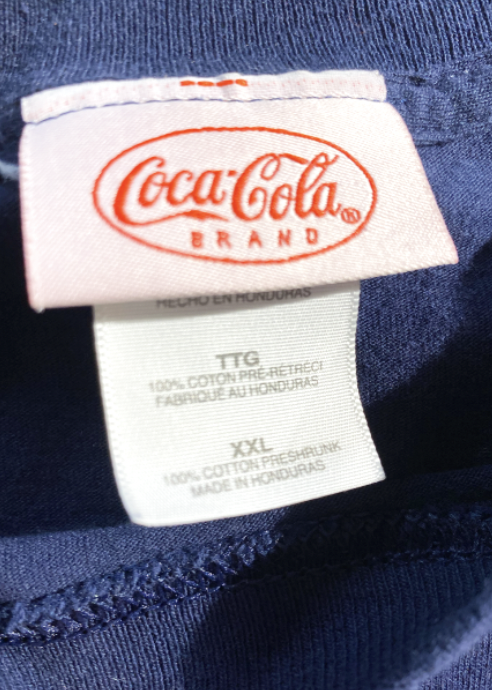 Coca-Cola®
BRAND
HECHO EN HONDURAS
TTG
100% COTON PRÉ-RÉTRECI
FABRIQUÉ AU HONDURAS
XXL
100% COTTON PRESHRUNK
MADE IN HONDURAS